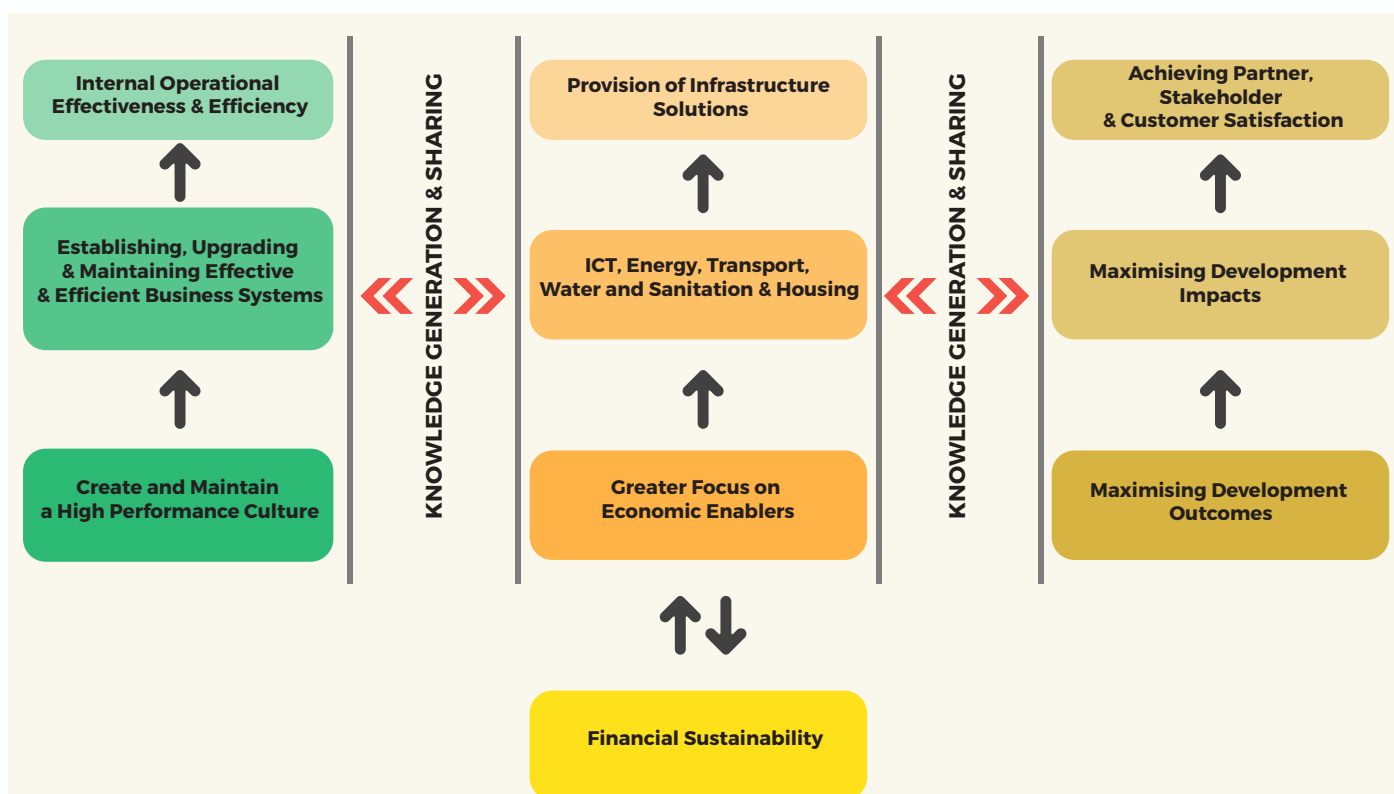 Internal Operational
Effectiveness & Efficiency
Establishing, Upgrading
& Maintaining Effective
& Efficient Business Systems
Create and Maintain
a High Performance Culture
KNOWLEDGE GENERATION & SHARING
Provision of Infrastructure
Solutions
ICT, Energy, Transport,
Water and Sanitation & Housing
Greater Focus on
Economic Enablers
KNOWLEDGE GENERATION & SHARING
Achieving Partner,
Stakeholder
& Customer Satisfaction
Maximising Development
Impacts
Maximising Development
Outcomes
Financial Sustainability